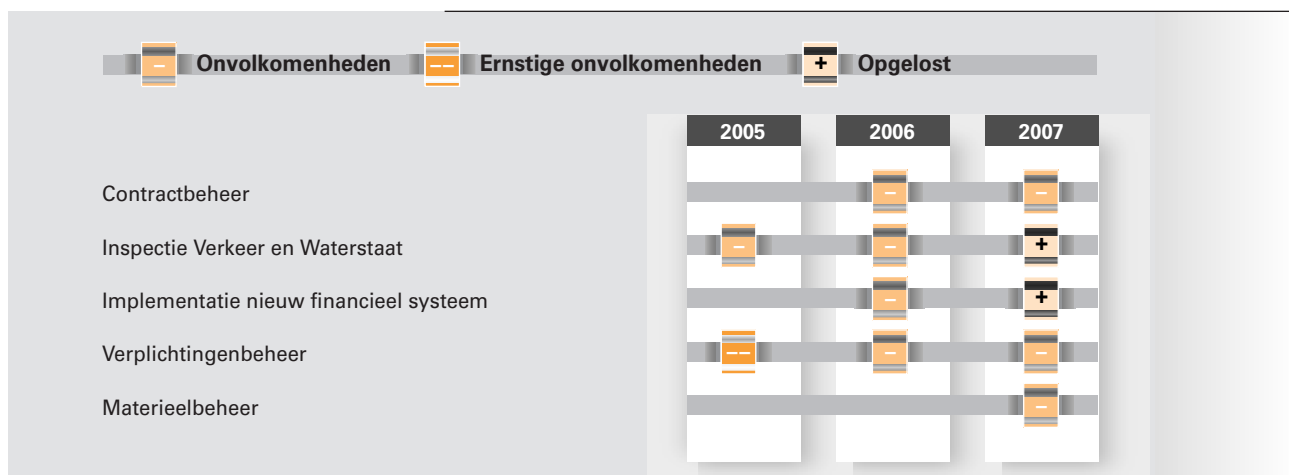 – Onvolkomenheden –– Ernstige onvolkomenheden + Opgelost
2005 2006 2007
Contractbeheer – –
Inspectie Verkeer en Waterstaat – – +
Implementatie nieuw financieel systeem – +
Verplichtingenbeheer –– – –
Materieelbeheer –